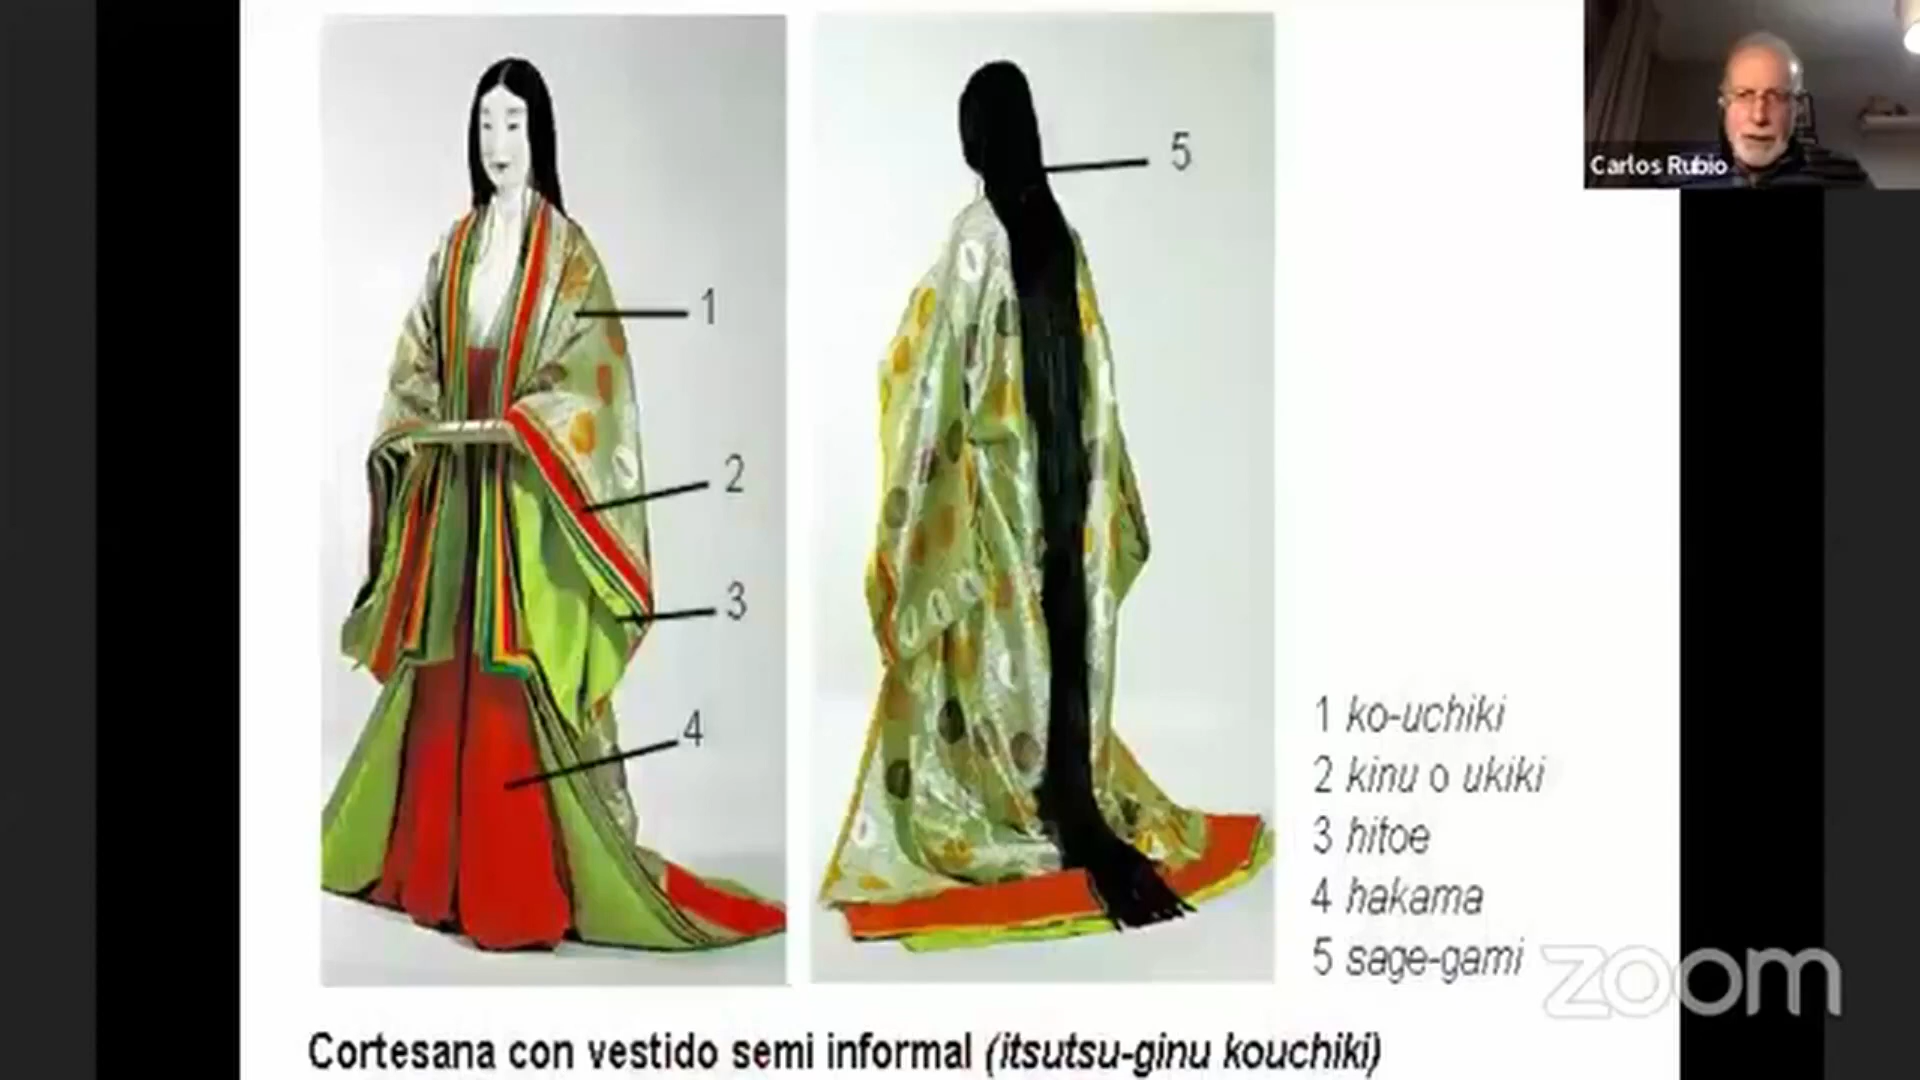 Carlos Rubio
1
2
3
4
5
1 ko-uchiki
2 kinu o ukiki
3 hitoe
4 hakama
5 sage-gami
zoom
Cortesana con vestido semi informal (itsutsu-ginu kouchiki)